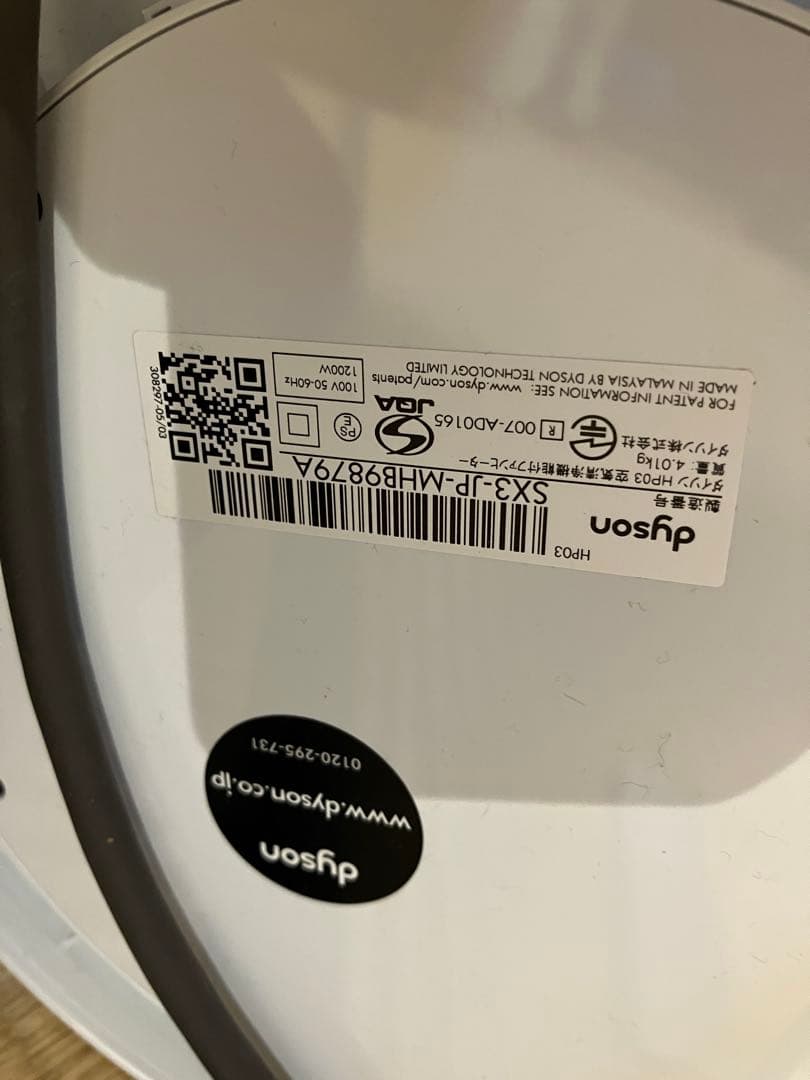 dyson
HP03
製造番号
SX3-JP-MHB9879A
ダイソン HP03 空気清浄機能付ファンヒーター
質量: 4.01kg
ダイソン株式会社
R 007-AD0165
JQA
PS
E
100V 50-60Hz
1200W
FOR PATENT INFORMATION SEE: www.dyson.com/patents
MADE IN MALAYSIA BY DYSON TECHNOLOGY LIMITED
308297-05/03
dyson
www.dyson.co.jp
0120-295-731